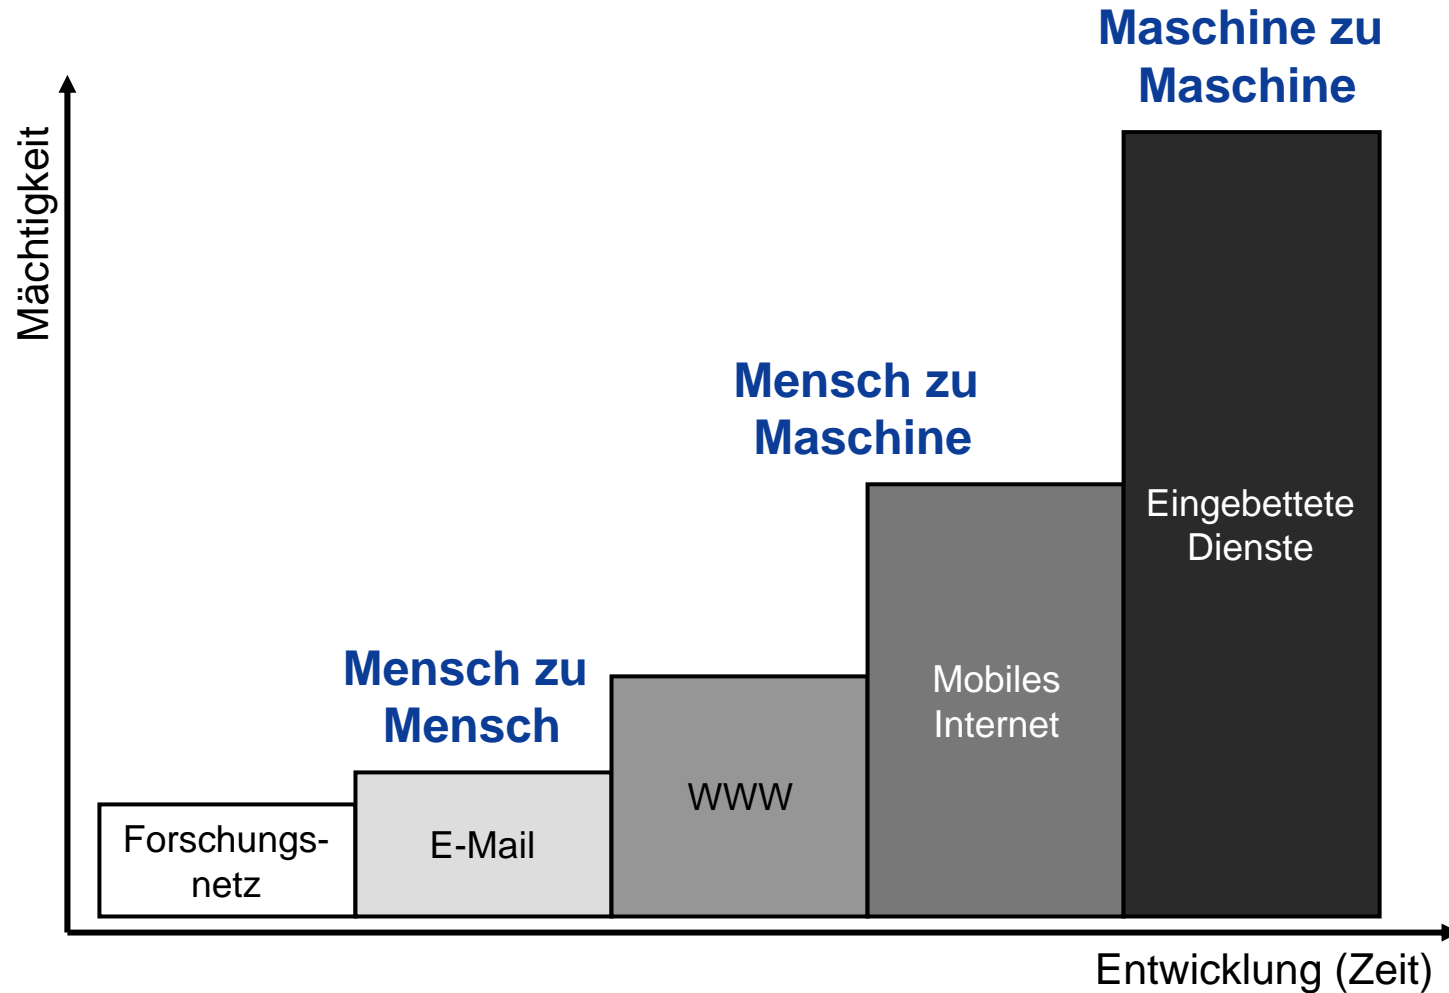 Maschine zu
Maschine
Mächtigkeit
Mensch zu
Maschine
Eingebettete
Dienste
Mensch zu
Mensch
Mobiles
Internet
WWW
Forschungs-
netz
E-Mail
Entwicklung (Zeit)